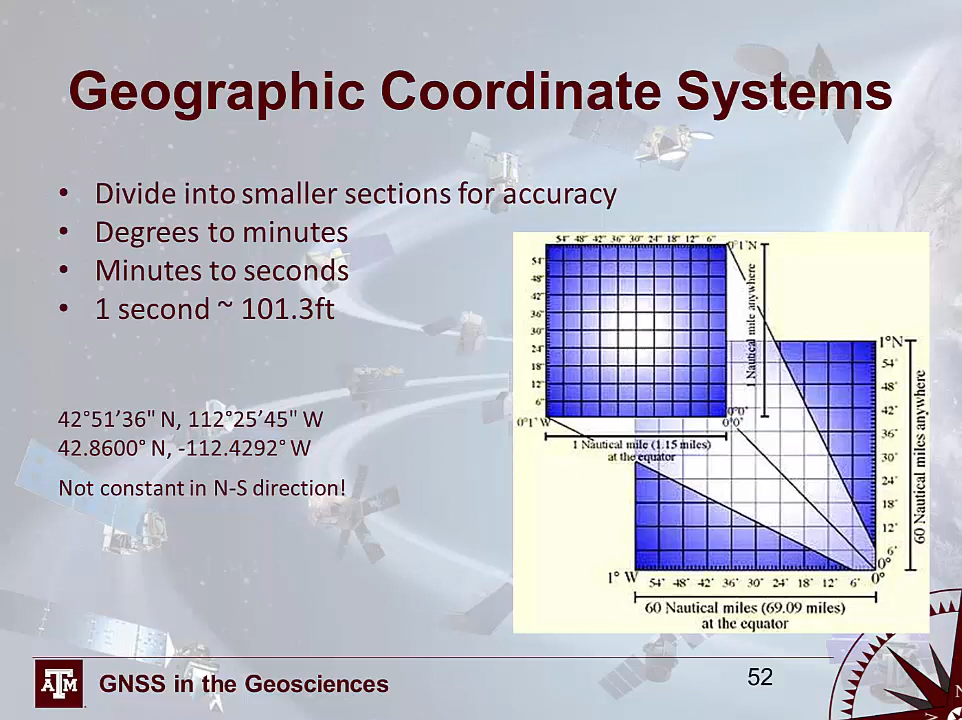 Geographic Coordinate Systems
• Divide into smaller sections for accuracy
• Degrees to minutes
• Minutes to seconds
• 1 second ~ 101.3ft
42°51’36" N, 112°25’45" W
42.8600° N, -112.4292° W
Not constant in N-S direction!
54" 48" 42" 36" 30" 24" 18" 12" 6"
0°1'N
54"
48"
42"
36"
30"
24"
18"
12"
6"
0°1'W
0°0'
0°0'
1 Nautical mile anywhere
1 Nautical mile (1.15 miles)
at the equator
1°N
54'
48'
42'
36'
30'
24'
18'
12'
6'
0°
60 Nautical miles anywhere
1° W 54' 48' 42' 36' 30' 24' 18' 12' 6' 0°
60 Nautical miles (69.09 miles)
at the equator
ATM GNSS in the Geosciences
52
N